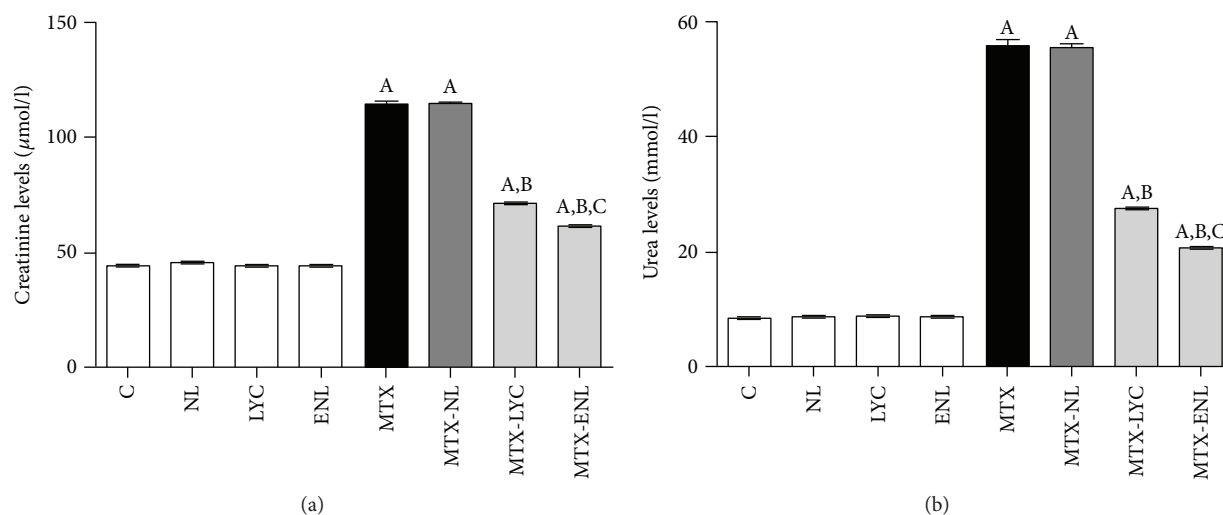 Creatinine levels (μmol/l)
150
100
50
0
A
A
A,B
A,B,C
C
NL
LYC
ENL
MTX
MTX-NL
MTX-LYC
MTX-ENL
(a)
Urea levels (mmol/l)
60
40
20
0
A
A
A,B
A,B,C
C
NL
LYC
ENL
MTX
MTX-NL
MTX-LYC
MTX-ENL
(b)